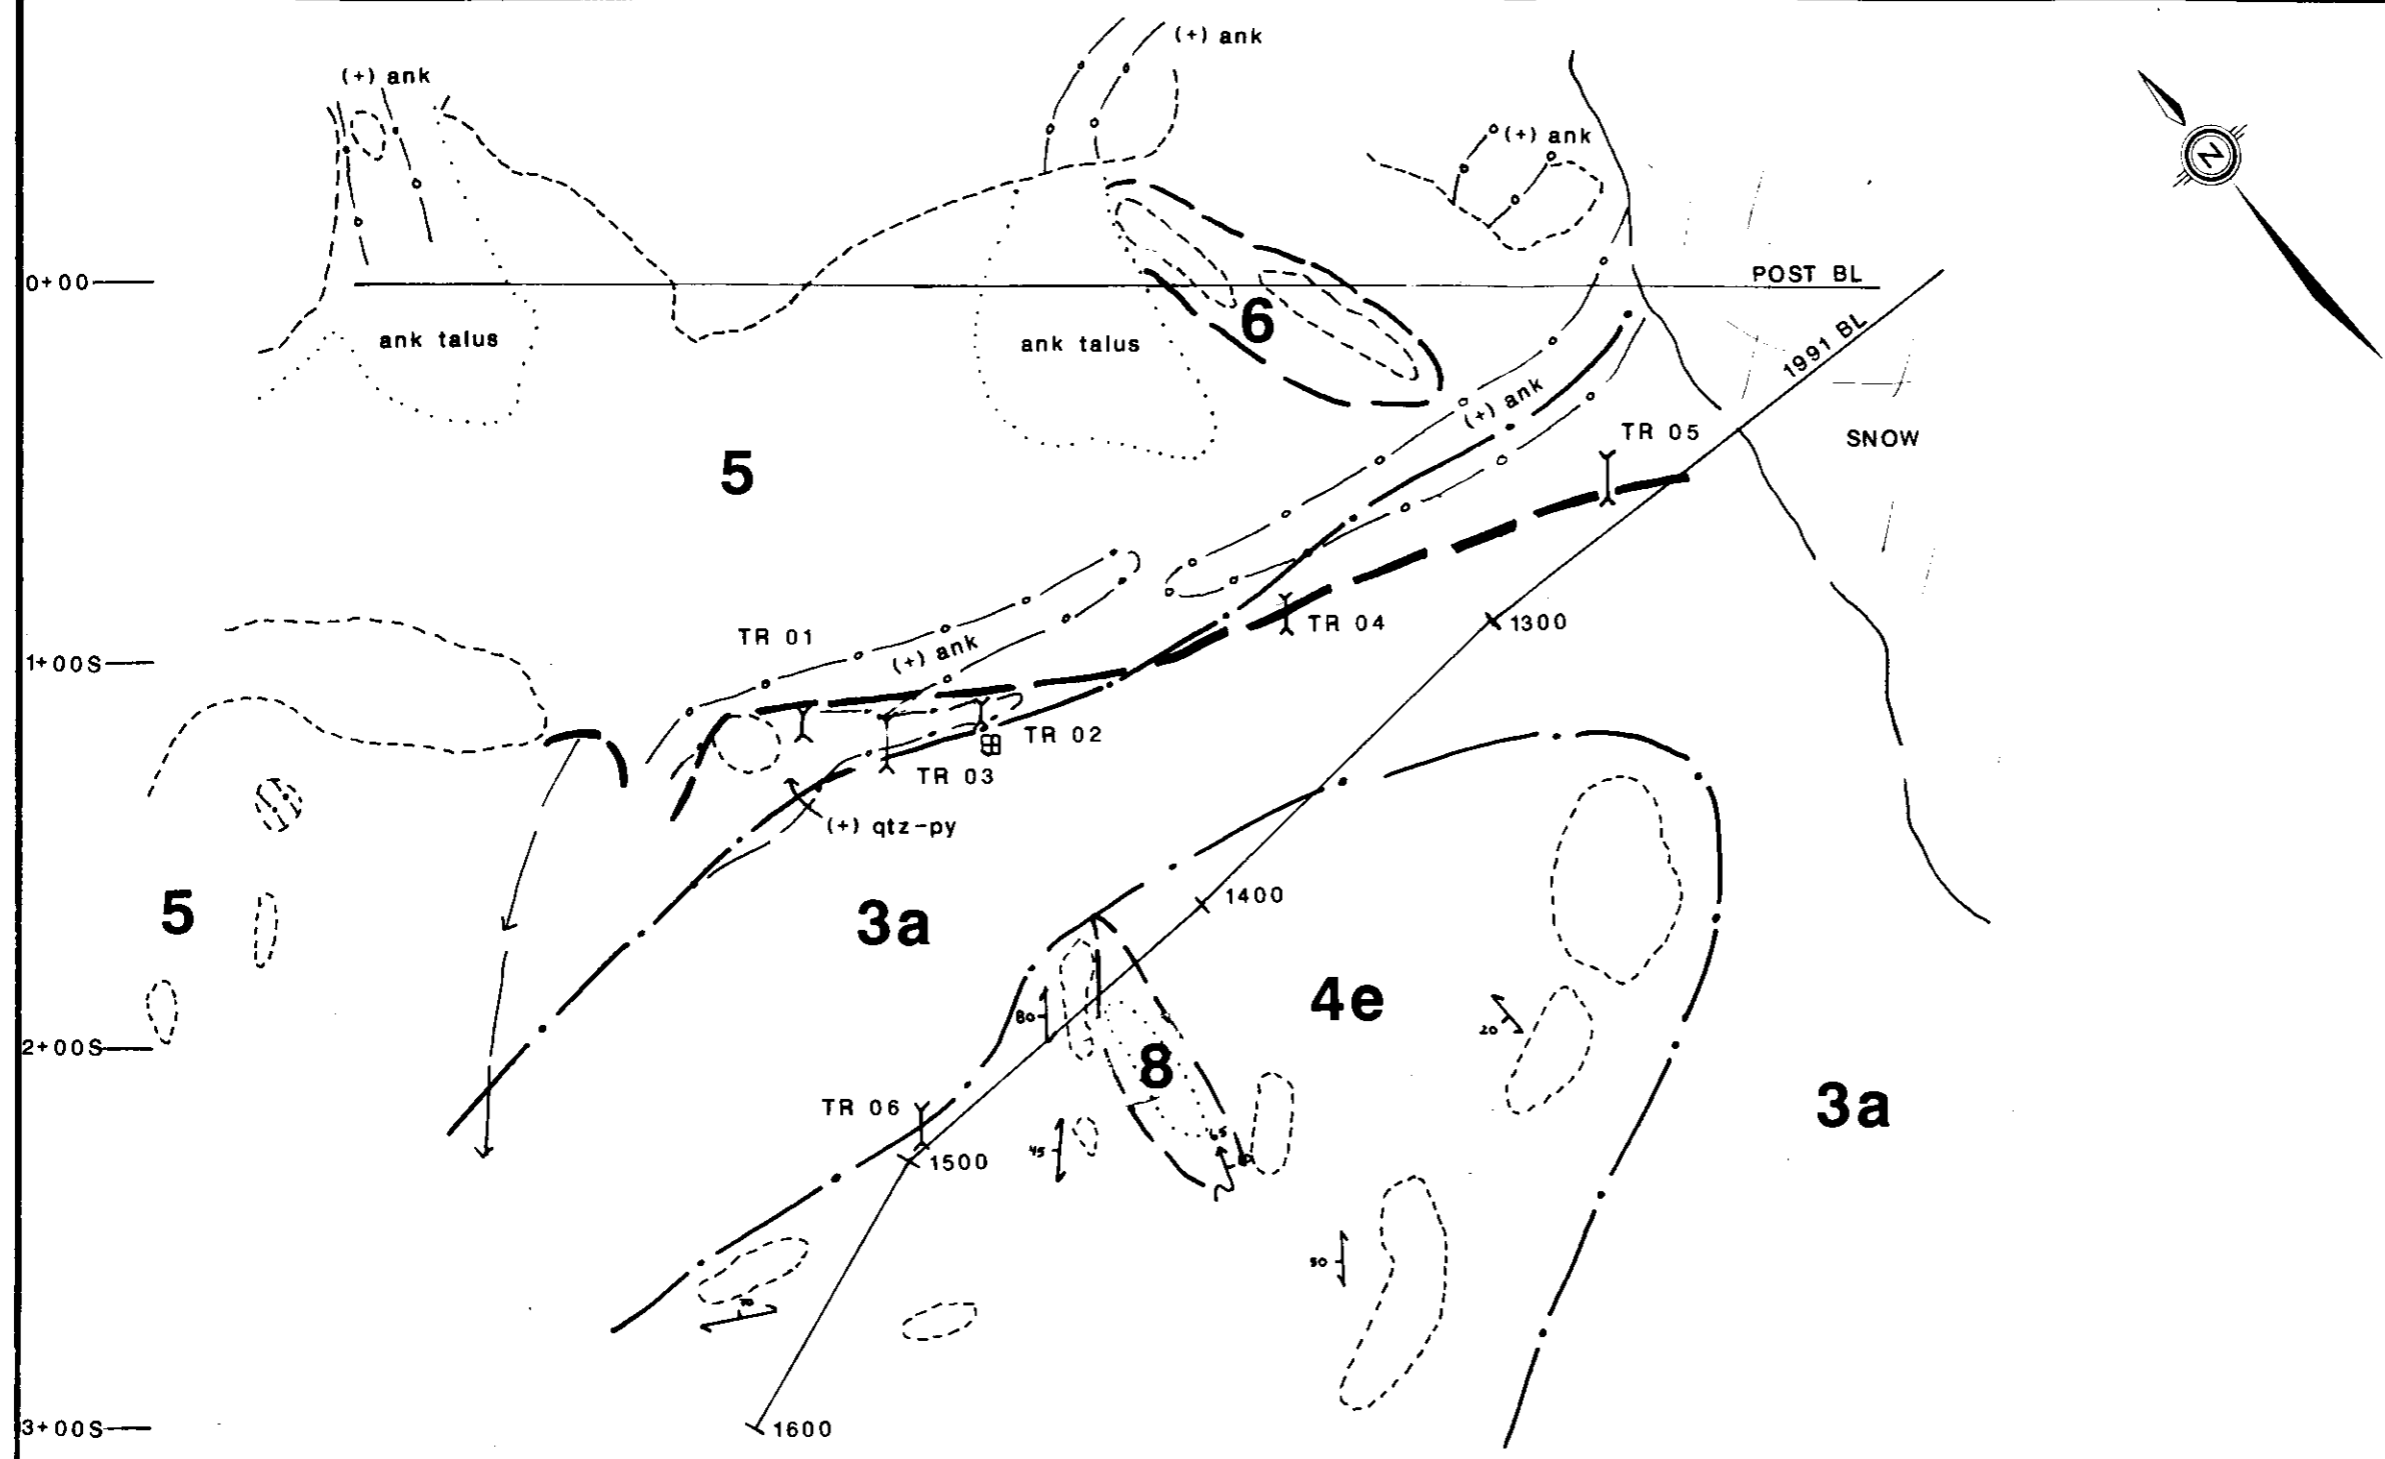 (+) ank
(+) ank
(+) ank
N
0+00
POST BL
ank talus
ank talus
6
1991 BL
(+) ank
TR 05
SNOW
5
TR 04
1300
TR 01
(+) ank
1+00S
TR 02
TR 03
(+) qtz-py
1400
5
3a
4e
80
20
2+00S
8
3a
TR 06
65
45
1500
50
70
1600
3+00S